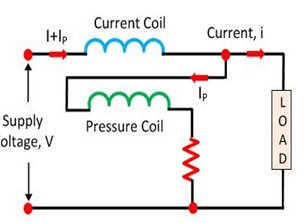 Current Coil
Current, i
I+Iₚ
Iₚ
Supply
oltage, V
Pressure Coil
L
O
A
D